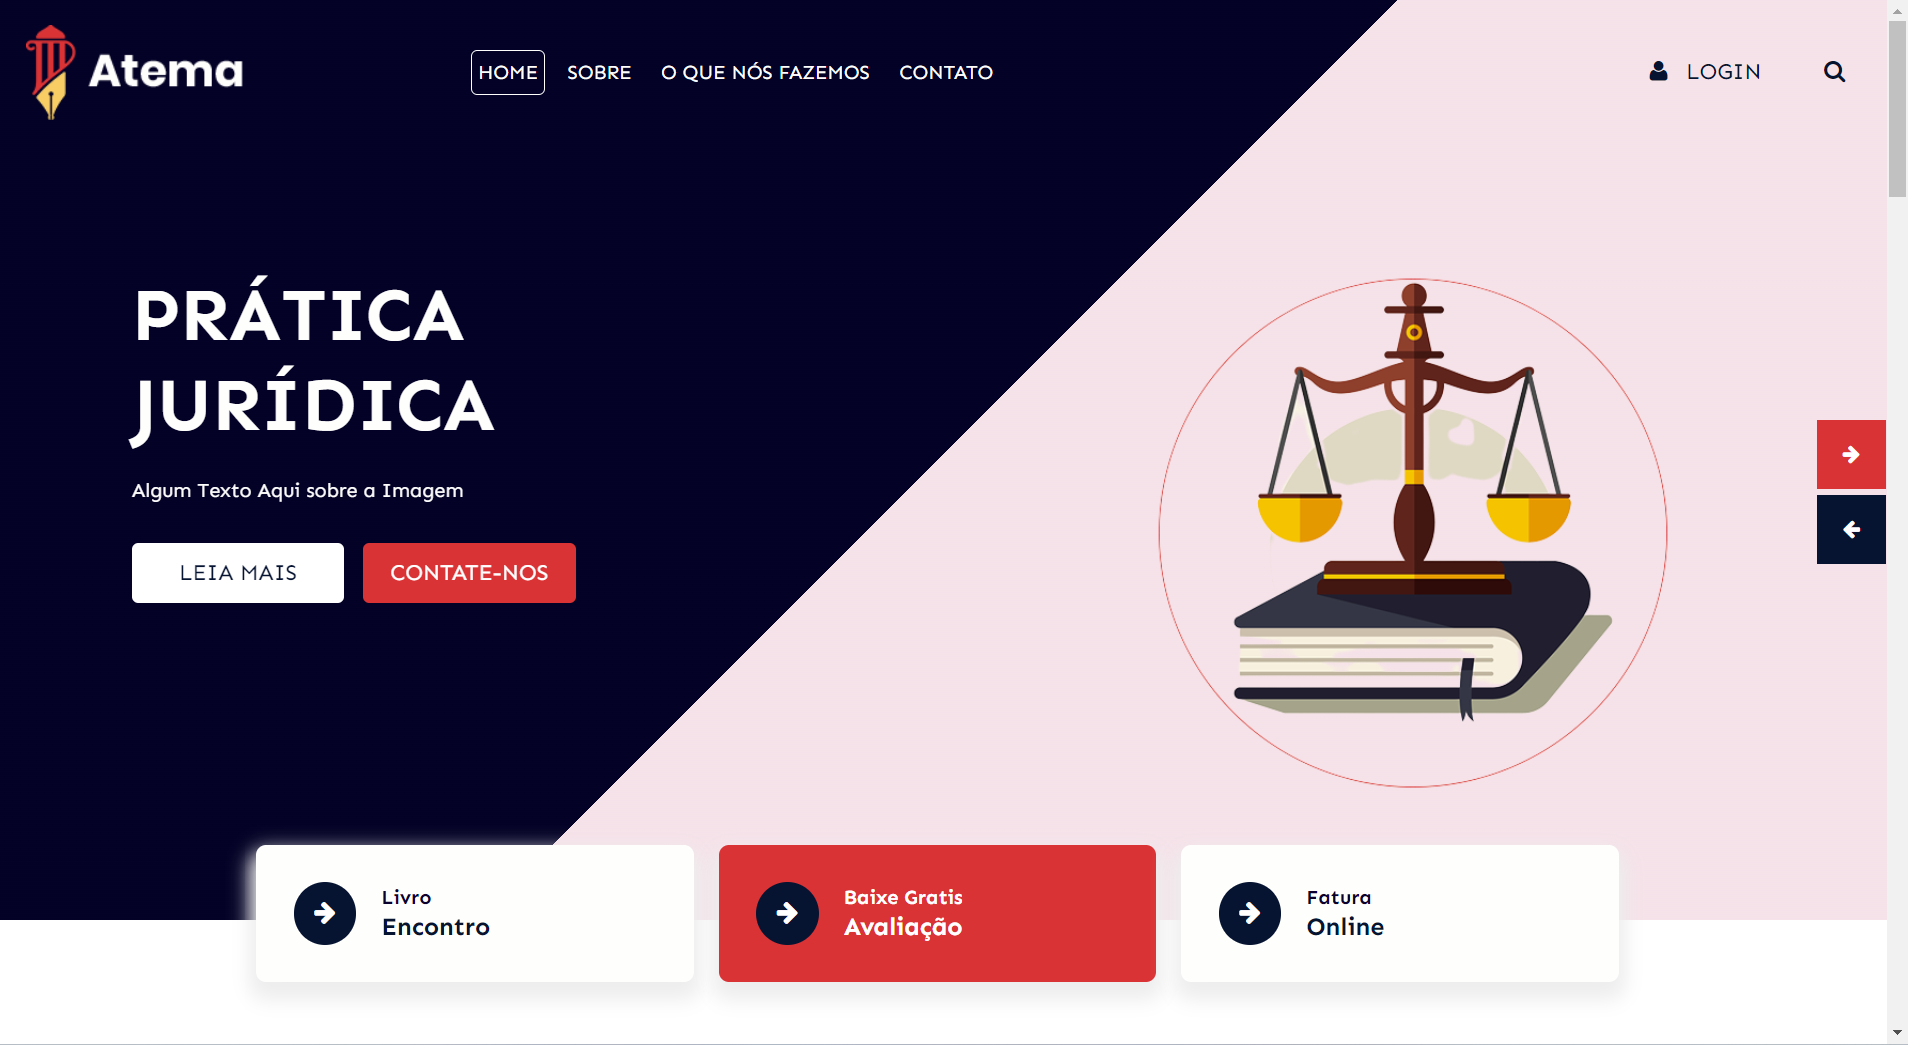 Atema
HOME SOBRE O QUE NÓS FAZEMOS CONTATO
LOGIN
PRÁTICA
JURÍDICA
Algum Texto Aqui sobre a Imagem
LEIA MAIS
CONTATE-NOS
Livro
Encontro
Baixe Gratis
Avaliação
Fatura
Online